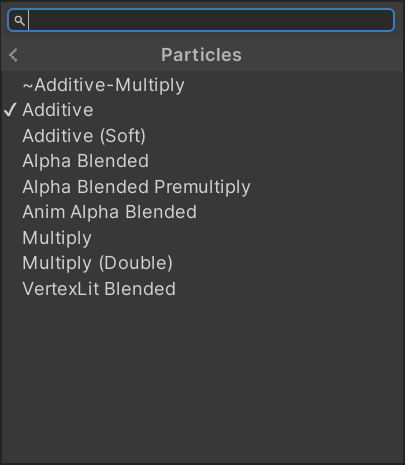 Particles
~Additive-Multiply
Additive
Additive (Soft)
Alpha Blended
Alpha Blended Premultiply
Anim Alpha Blended
Multiply
Multiply (Double)
VertexLit Blended